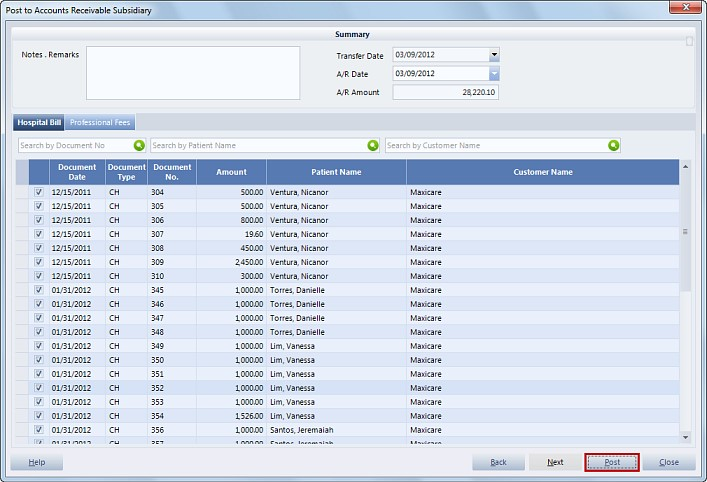 Post to Accounts Receivable Subsidiary
Summary
Notes . Remarks
Transfer Date 03/09/2012
A/R Date 03/09/2012
A/R Amount 28,220.10
Hospital Bill Professional Fees
Search by Document No Search by Patient Name Search by Customer Name
Document Date Document Type Document No. Amount Patient Name Customer Name
12/15/2011 CH 304 500.00 Ventura, Nicanor Maxicare
12/15/2011 CH 305 500.00 Ventura, Nicanor Maxicare
12/15/2011 CH 306 800.00 Ventura, Nicanor Maxicare
12/15/2011 CH 307 19.60 Ventura, Nicanor Maxicare
12/15/2011 CH 308 450.00 Ventura, Nicanor Maxicare
12/15/2011 CH 309 2,450.00 Ventura, Nicanor Maxicare
12/15/2011 CH 310 300.00 Ventura, Nicanor Maxicare
01/31/2012 CH 345 1,000.00 Torres, Danielle Maxicare
01/31/2012 CH 346 1,000.00 Torres, Danielle Maxicare
01/31/2012 CH 347 1,000.00 Torres, Danielle Maxicare
01/31/2012 CH 348 1,000.00 Torres, Danielle Maxicare
01/31/2012 CH 349 1,000.00 Lim, Vanessa Maxicare
01/31/2012 CH 350 1,000.00 Lim, Vanessa Maxicare
01/31/2012 CH 351 1,000.00 Lim, Vanessa Maxicare
01/31/2012 CH 352 1,000.00 Lim, Vanessa Maxicare
01/31/2012 CH 353 1,000.00 Lim, Vanessa Maxicare
01/31/2012 CH 354 1,526.00 Lim, Vanessa Maxicare
01/31/2012 CH 356 1,000.00 Santos, Jeremaiah Maxicare
01/31/2012 CH 357 1,000.00 Santos, Jeremaiah Maxicare
Help Back Next Post Close